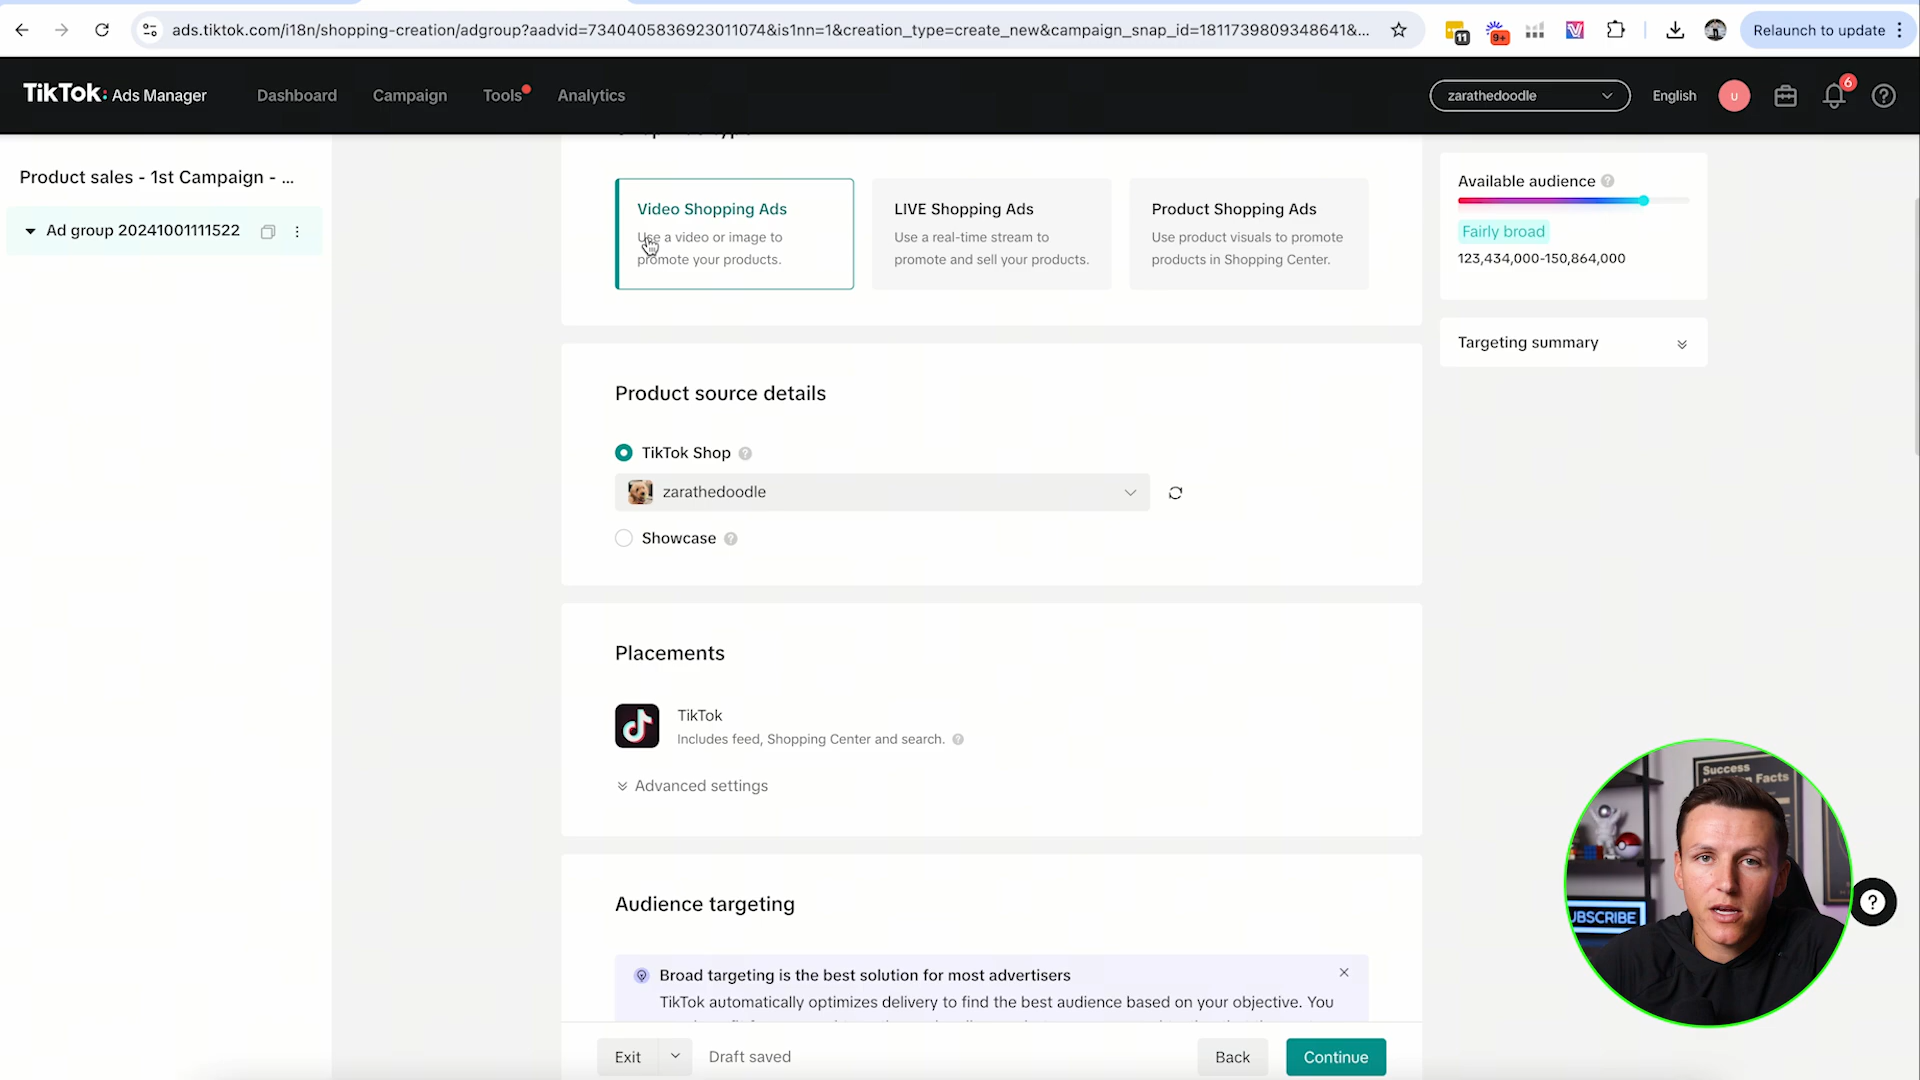 ads.tiktok.com/i18n/shopping-creation/adgroup?aadvid=7340405836923011074&is1nn=1&creation_type=create_new&campaign_snap_id=1811739809348641&...
11
9+
Relaunch to update
TikTok: Ads Manager
Dashboard
Campaign
Tools
Analytics
zarathedoodle
English
U
6
Product sales - 1st Campaign - ...
Ad group 20241001111522
Video Shopping Ads
Use a video or image to
promote your products.
LIVE Shopping Ads
Use a real-time stream to
promote and sell your products.
Product Shopping Ads
Use product visuals to promote
products in Shopping Center.
Available audience
Fairly broad
123,434,000-150,864,000
Targeting summary
Product source details
TikTok Shop
zarathedoodle
Showcase
Placements
TikTok
Includes feed, Shopping Center and search.
Advanced settings
Audience targeting
Broad targeting is the best solution for most advertisers
TikTok automatically optimizes delivery to find the best audience based on your objective. You
Exit
Draft saved
Back
Continue
Success
Facts
UBSCRIBE